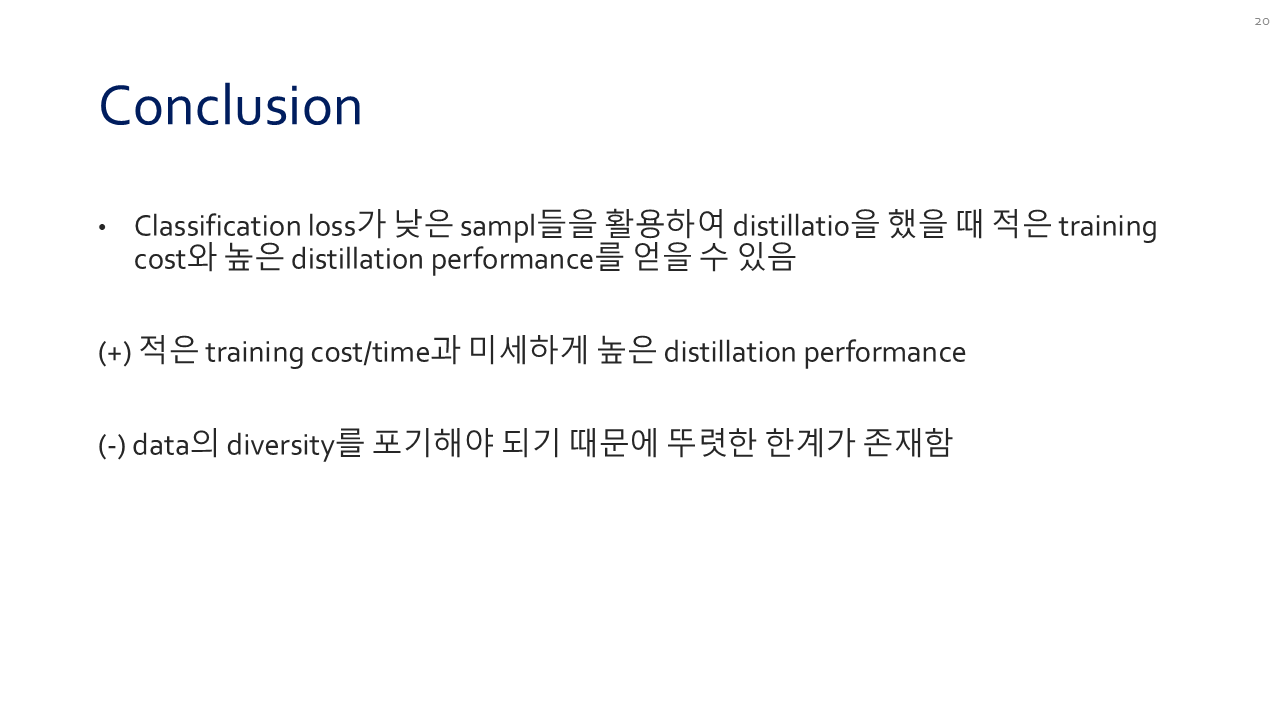 20
Conclusion
• Classification loss가 낮은 sampl들을 활용하여 distillatio을 했을 때 적은 training
cost와 높은 distillation performance를 얻을 수 있음
(+) 적은 training cost/time과 미세하게 높은 distillation performance
(-) data의 diversity를 포기해야 되기 때문에 뚜렷한 한계가 존재함